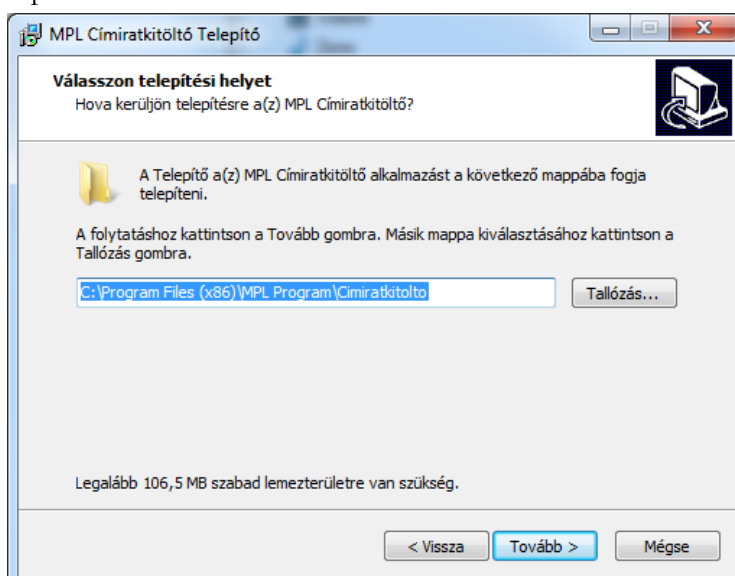 MPL Címiratkitöltő Telepítő
Válasszon telepítési helyet
Hova kerüljön telepítésre a(z) MPL Címiratkitöltő?
A Telepítő a(z) MPL Címiratkitöltő alkalmazást a következő mappába fogja
telepíteni.
A folytatáshoz kattintson a Tovább gombra. Másik mappa kiválasztásához kattintson a
Tallózás gombra.
C:\Program Files (x86)\MPL Program\Cimiratkitolto
Tallózás...
Legalább 106,5 MB szabad lemezterületre van szükség.
< Vissza Tovább > Mégse